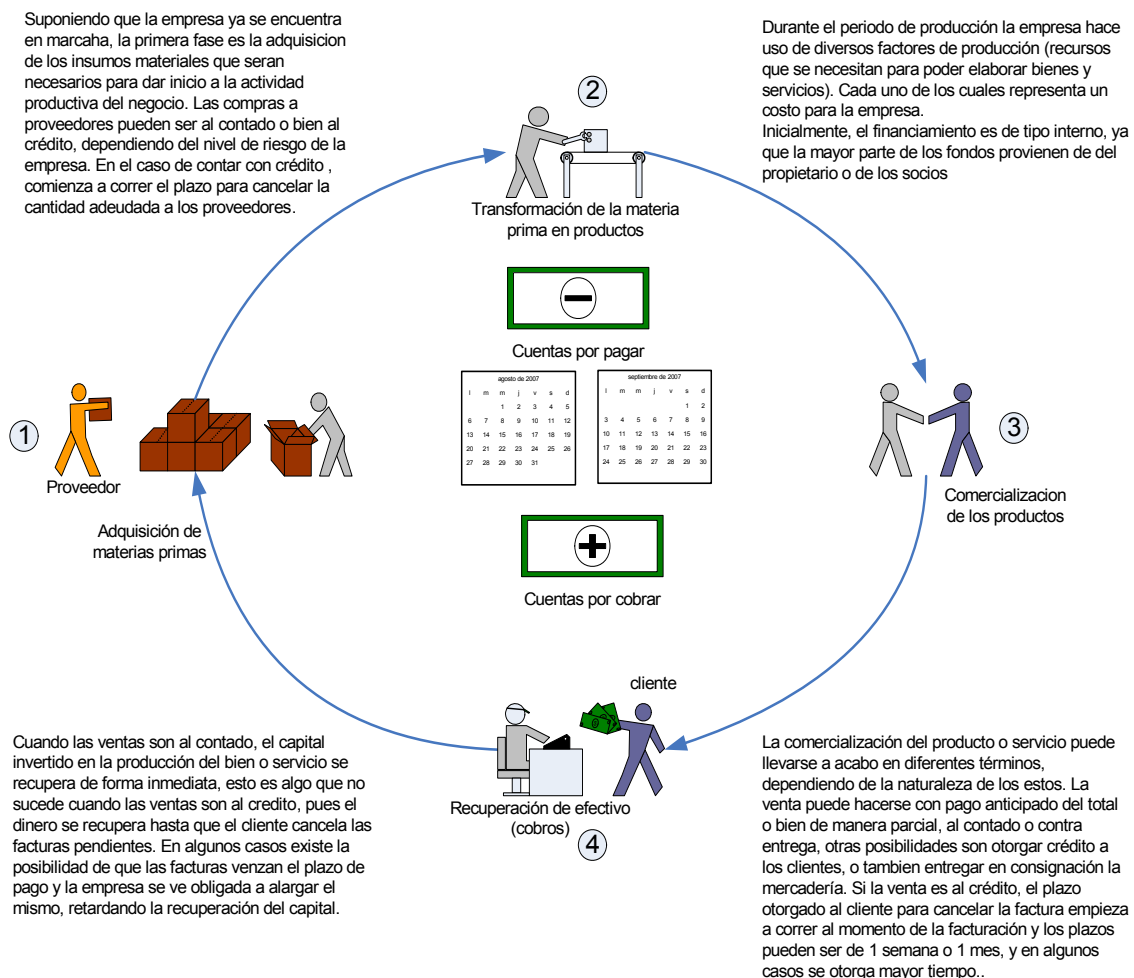 Suponiendo que la empresa ya se encuentra
en marcaha, la primera fase es la adquisicion
de los insumos materiales que seran
necesarios para dar inicio a la actividad
productiva del negocio. Las compras a
proveedores pueden ser al contado o bien al
crédito, dependiendo del nivel de riesgo de la
empresa. En el caso de contar con crédito ,
comienza a correr el plazo para cancelar la
cantidad adeudada a los proveedores.
Durante el periodo de producción la empresa hace
uso de diversos factores de producción (recursos
que se necesitan para poder elaborar bienes y
servicios). Cada uno de los cuales representa un
costo para la empresa.
Inicialmente, el financiamiento es de tipo interno, ya
que la mayor parte de los fondos provienen de del
propietario o de los socios
2
Transformación de la materia
prima en productos
Cuentas por pagar
agosto de 2007
l m m j v s d
1 2 3 4 5
6 7 8 9 10 11 12
13 14 15 16 17 18 19
20 21 22 23 24 25 26
27 28 29 30 31
septiembre de 2007
l m m j v s d
1 2
3 4 5 6 7 8 9
10 11 12 13 14 15 16
17 18 19 20 21 22 23
24 25 26 27 28 29 30
1
Proveedor
Adquisición de
materias primas
3
Comercializacion
de los productos
Cuentas por cobrar
cliente
Recuperación de efectivo
(cobros)
4
Cuando las ventas son al contado, el capital
invertido en la producción del bien o servicio se
recupera de forma inmediata, esto es algo que no
sucede cuando las ventas son al credito, pues el
dinero se recupera hasta que el cliente cancela las
facturas pendientes. En algunos casos existe la
posibilidad de que las facturas venzan el plazo de
pago y la empresa se ve obligada a alargar el
mismo, retardando la recuperación del capital.
La comercialización del producto o servicio puede
llevarse a acabo en diferentes términos,
dependiendo de la naturaleza de los estos. La
venta puede hacerse con pago anticipado del total
o bien de manera parcial, al contado o contra
entrega, otras posibilidades son otorgar crédito a
los clientes, o tambien entregar en consignación la
mercadería. Si la venta es al crédito, el plazo
otorgado al cliente para cancelar la factura empieza
a correr al momento de la facturación y los plazos
pueden ser de 1 semana o 1 mes, y en algunos
casos se otorga mayor tiempo..